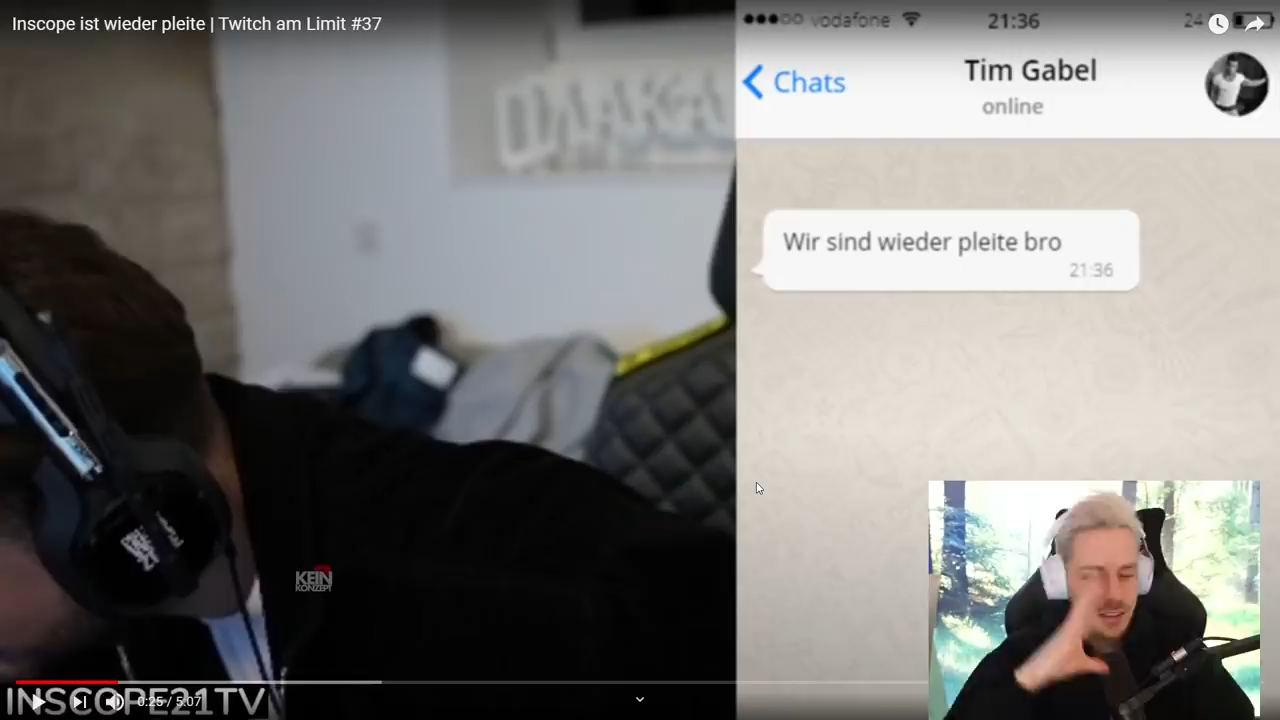 Inscope ist wieder pleite | Twitch am Limit #37
vodafone
21:36
24
Chats
Tim Gabel
online
Wir sind wieder pleite bro
21:36
KEIN
KONZEPT
INSCOPE21TV
0:25 / 5:07